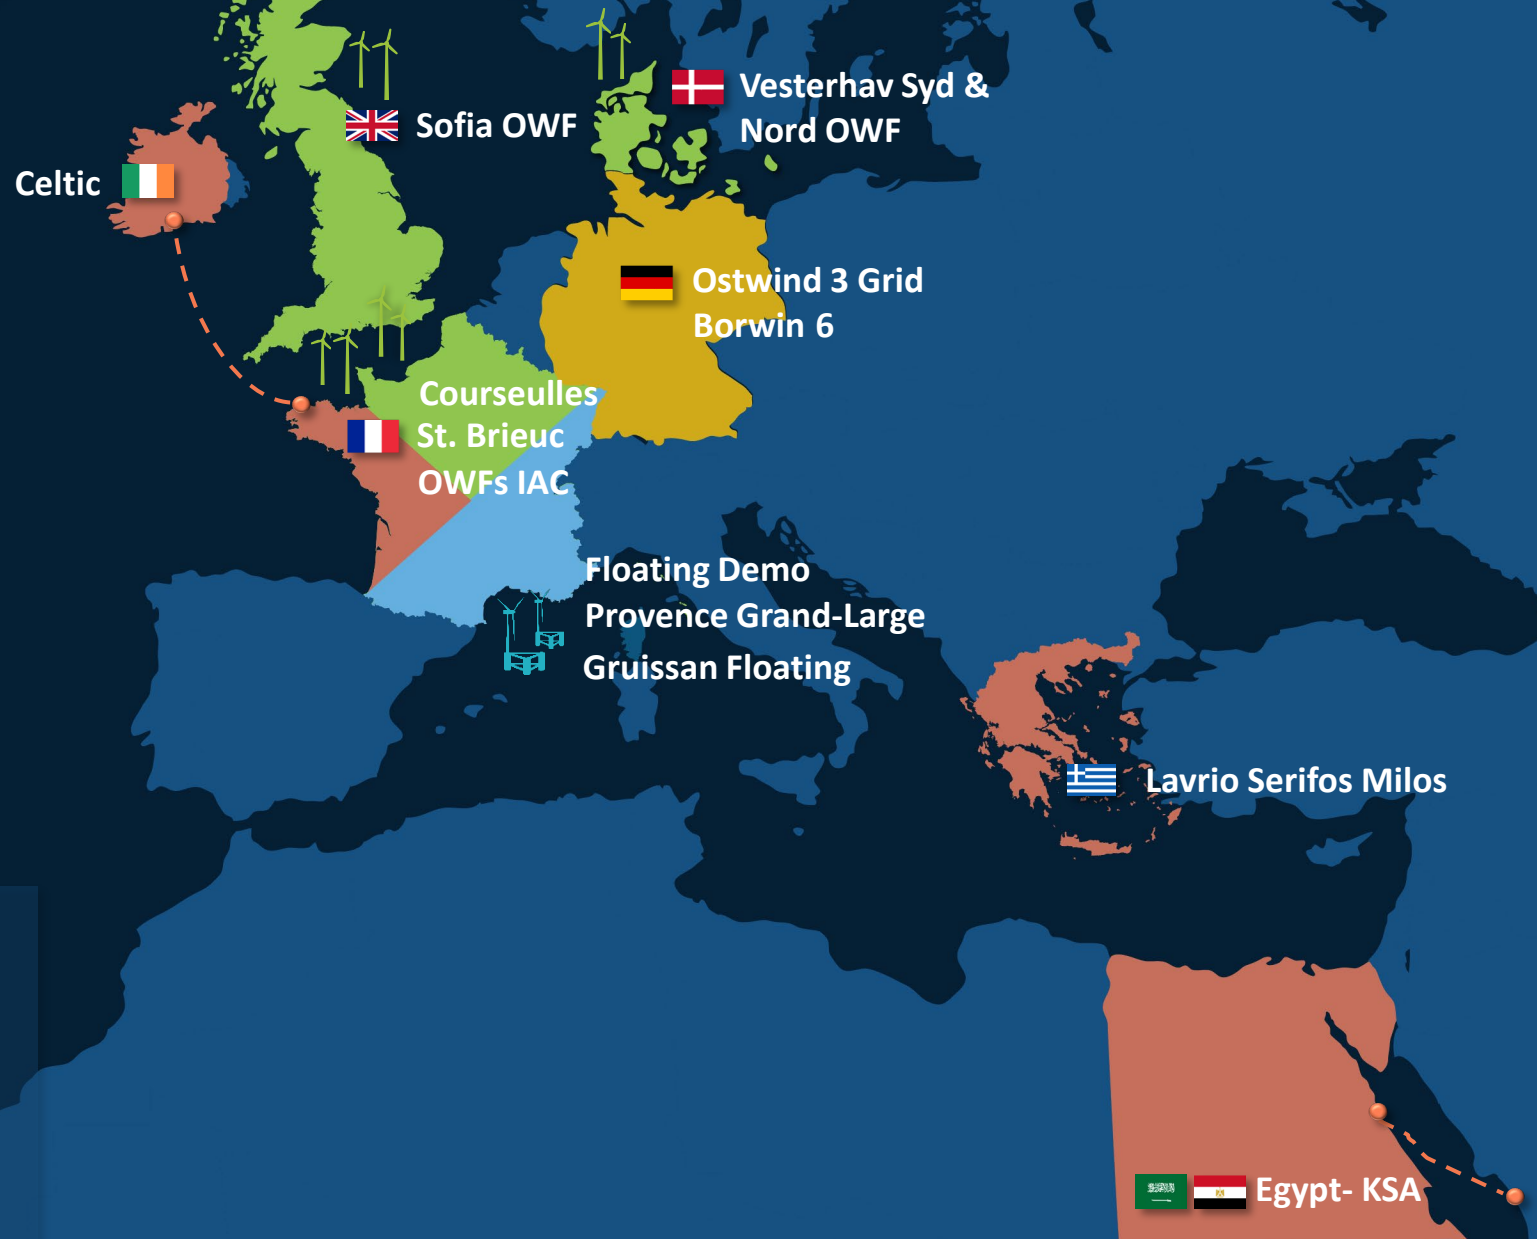 Vesterhav Syd &
Nord OWF
Sofia OWF
Celtic
Ostwind 3 Grid
Borwin 6
Courseulles
St. Brieuc
OWFs IAC
Floating Demo
Provence Grand-Large
Gruissan Floating
Lavrio Serifos Milos
Egypt- KSA